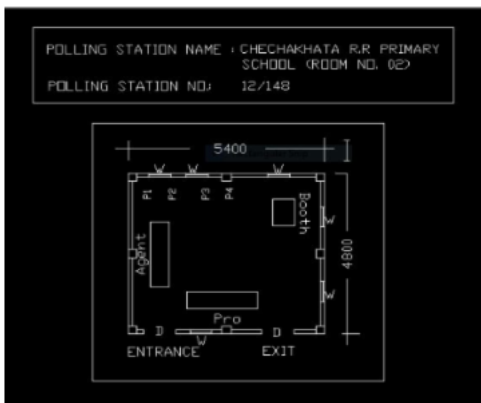 POLLING STATION NAME : CHECHAKHATA R.R PRIMARY
SCHOOL (ROOM NO. 02)
POLLING STATION NO: 12/148
5400
W W W
P1 P2 P3 P4
Booth
W
Agent
4800
W
Pro
D D
W
ENTRANCE EXIT